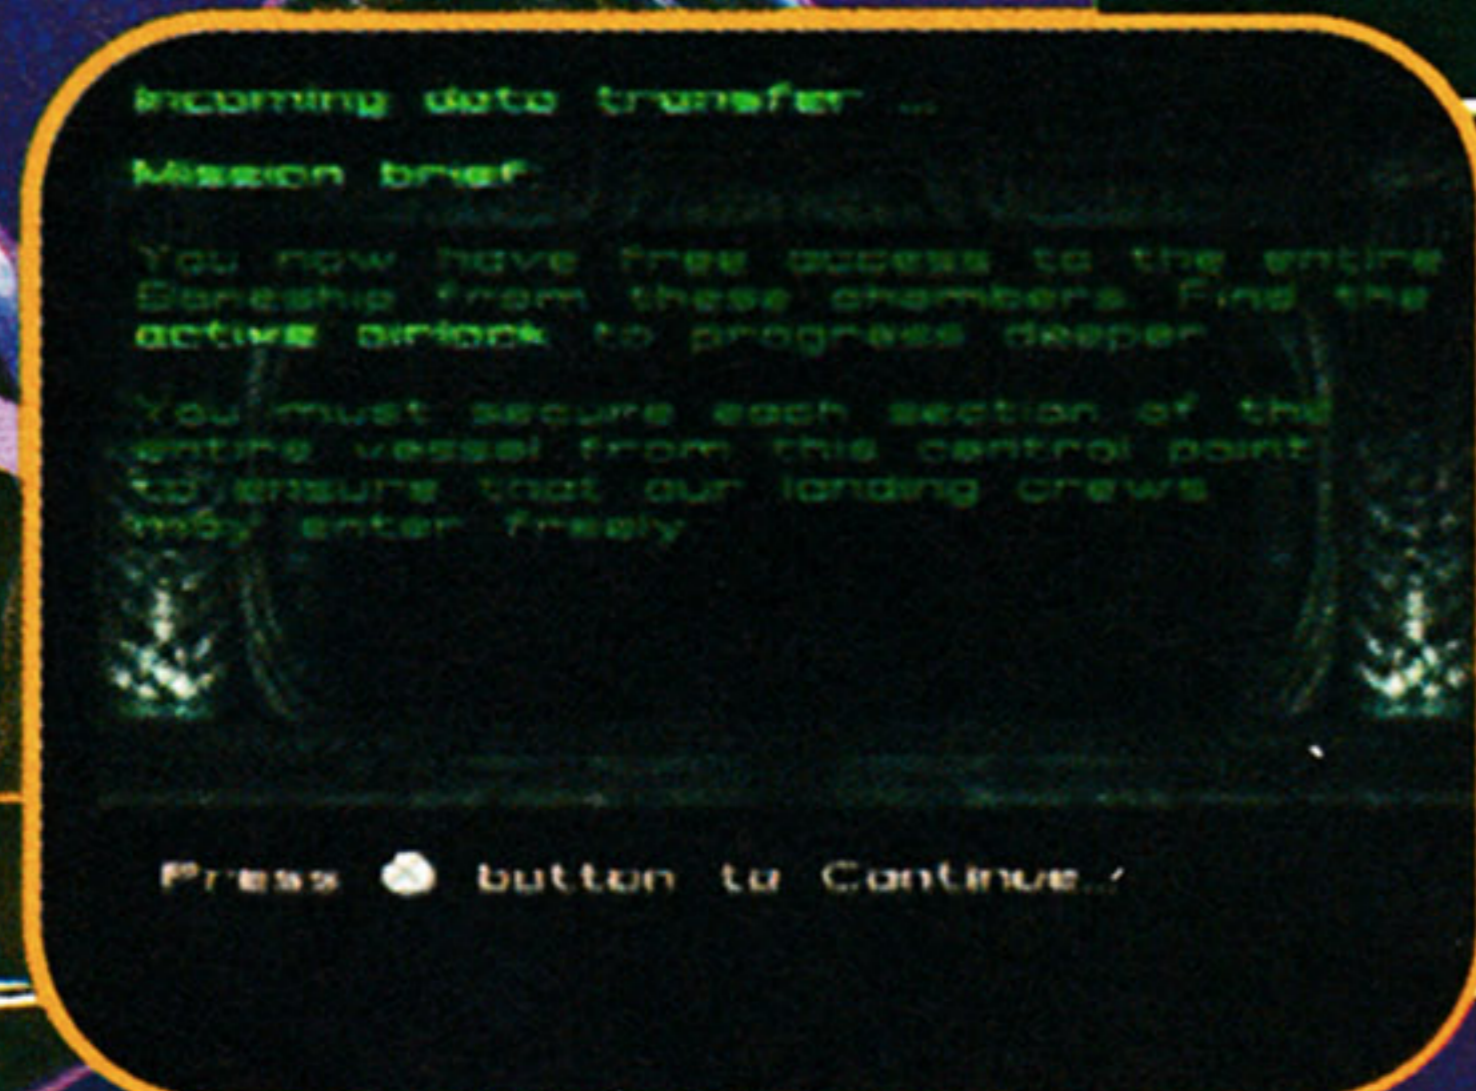 Incoming data transfer ...
Mission brief
You now have free access to the entire
from these chambers. Find the
active airlock to progress deeper
You must secure each section of the
entire vessel from this central point
to ensure that our landing crews
may enter freely
Press button to Continue...